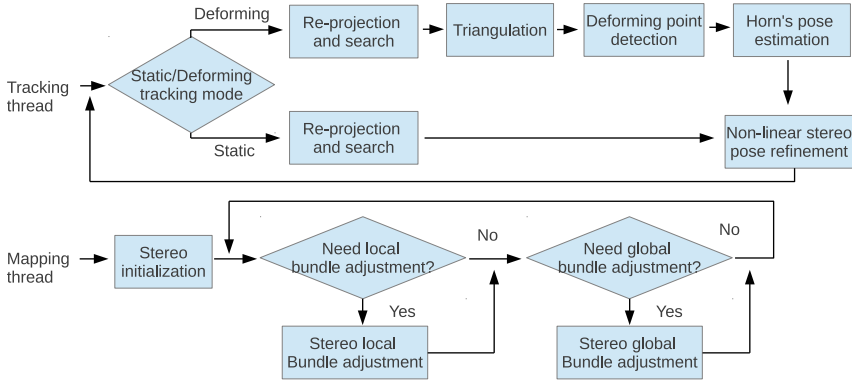 Deforming
Re-projection
and search
Triangulation
Deforming point
detection
Horn's pose
estimation
Tracking
thread
Static/Deforming
tracking mode
Static
Re-projection
and search
Non-linear stereo
pose refinement
Mapping
thread
Stereo
initialization
Need local
bundle adjustment?
No
Need global
bundle adjustment?
No
Yes
Stereo local
Bundle adjustment
Yes
Stereo global
Bundle adjustment